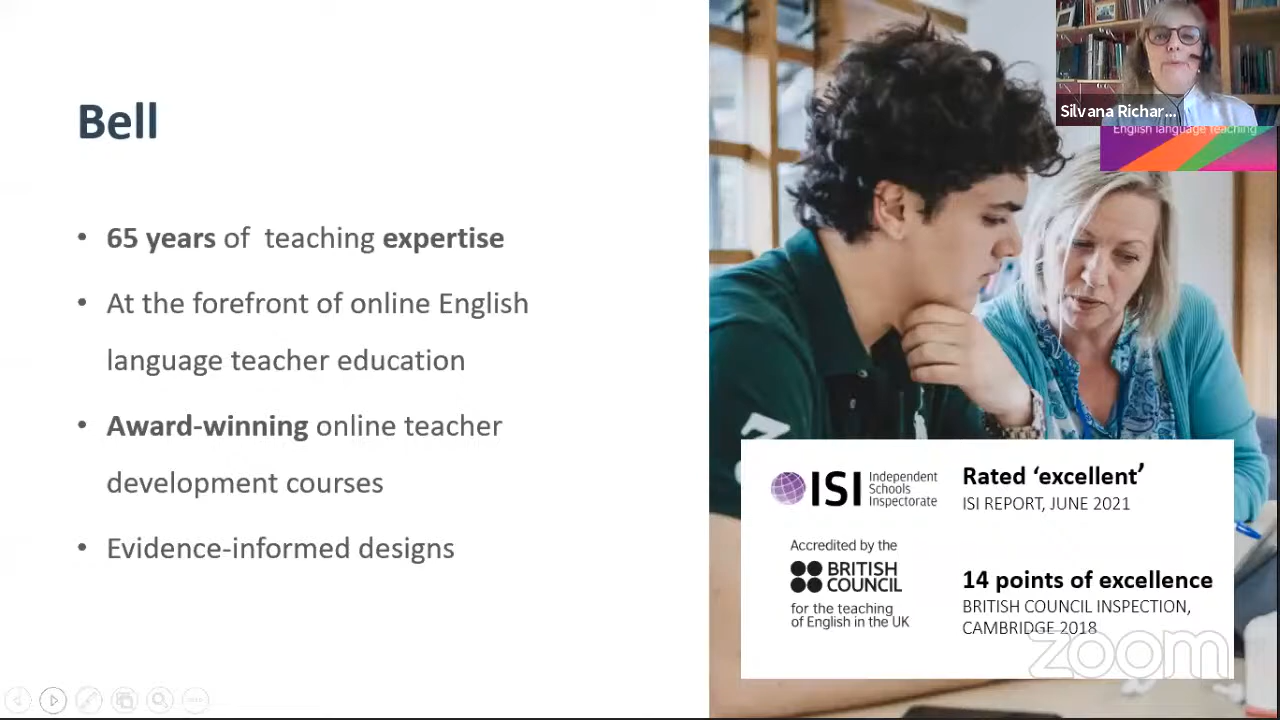 Bell
• 65 years of teaching expertise
• At the forefront of online English
language teacher education
• Award-winning online teacher
development courses
• Evidence-informed designs
Silvana Richar...
English language teaching
ISI Independent
Schools
Inspectorate
Rated ‘excellent’
ISI REPORT, JUNE 2021
Accredited by the
BRITISH
COUNCIL
for the teaching
of English in the UK
14 points of excellence
BRITISH COUNCIL INSPECTION,
CAMBRIDGE 2018
zoom